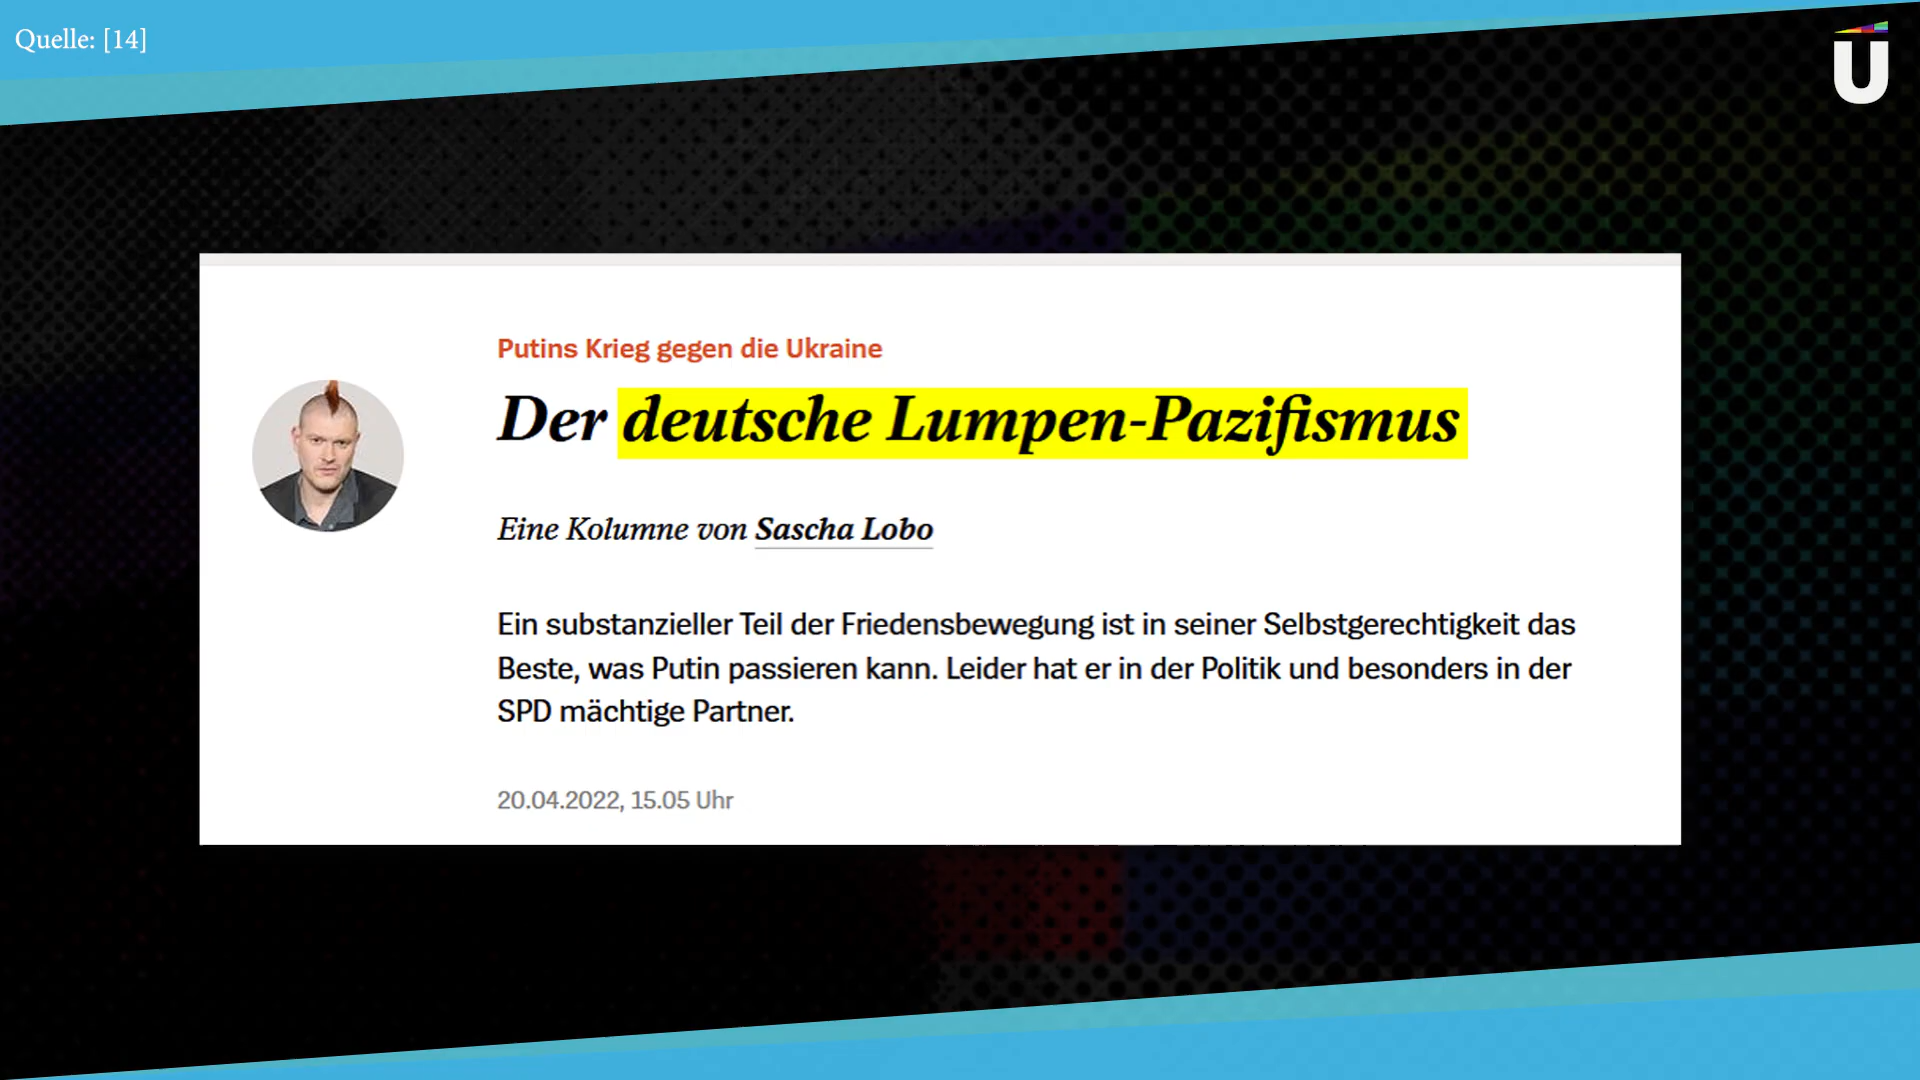 Quelle: [14]
U
Putins Krieg gegen die Ukraine
Der deutsche Lumpen-Pazifismus
Eine Kolumne von Sascha Lobo
Ein substanzieller Teil der Friedensbewegung ist in seiner Selbstgerechtigkeit das
Beste, was Putin passieren kann. Leider hat er in der Politik und besonders in der
SPD mächtige Partner.
20.04.2022, 15.05 Uhr